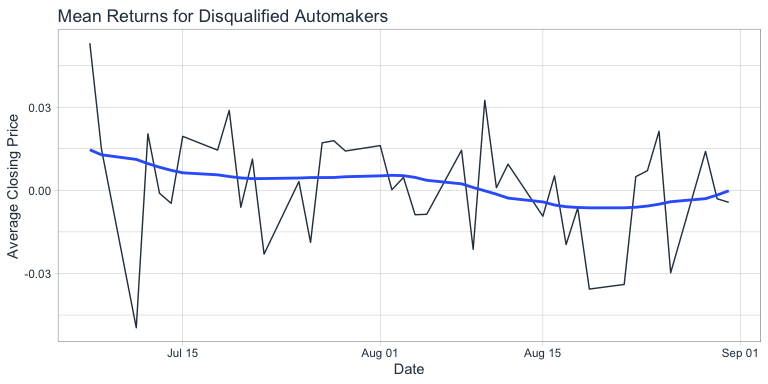 Mean Returns for Disqualified Automakers
Average Closing Price
0.03
0.00
-0.03
Jul 15
Aug 01
Aug 15
Sep 01
Date